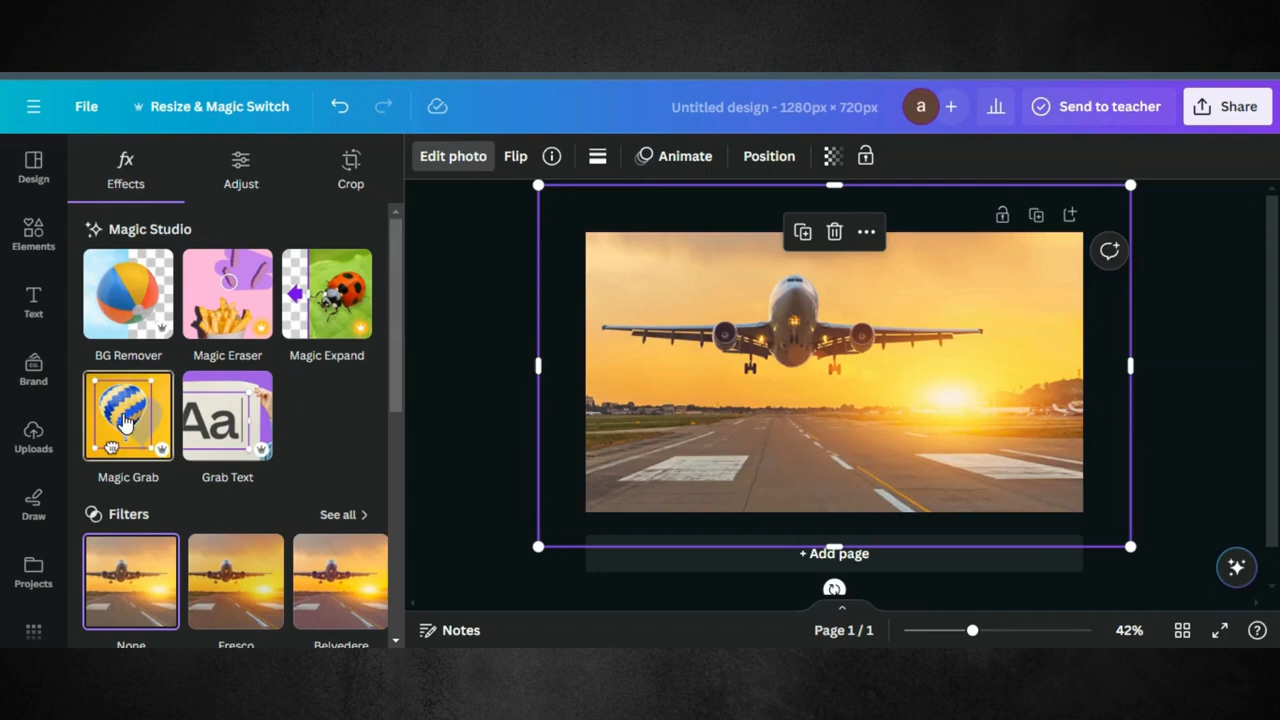 File
Resize & Magic Switch
Untitled design - 1280px × 720px
a
Send to teacher
Share
Design
Elements
Text
Brand
Uploads
Draw
Projects
fx
Effects
Adjust
Crop
Edit photo
Flip
Animate
Position
Magic Studio
BG Remover
Magic Eraser
Magic Expand
Aa
Magic Grab
Grab Text
Filters
See all
None
Fresco
Belvedere
+ Add page
Notes
Page 1 / 1
42%